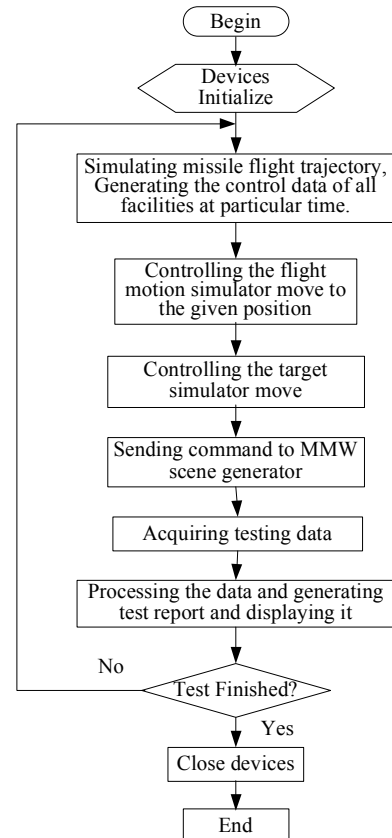 Begin
Devices
Initialize
Simulating missile flight trajectory,
Generating the control data of all
facilities at particular time.
Controlling the flight
motion simulator move to
the given position
Controlling the target
simulator move
Sending command to MMW
scene generator
Acquiring testing data
Processing the data and generating
test report and displaying it
No
Test Finished?
Yes
Close devices
End